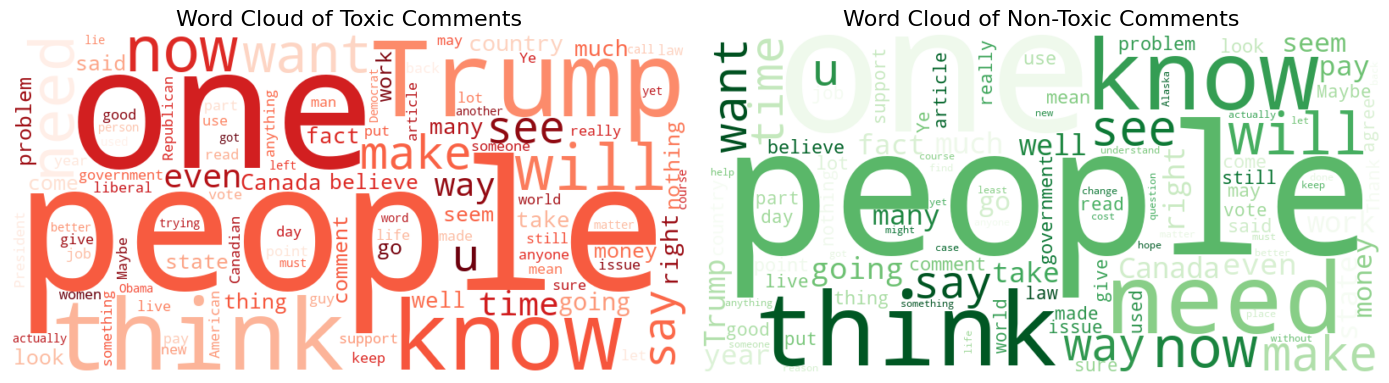 Word Cloud of Toxic Comments
Word Cloud of Non-Toxic Comments
lie
now
want
Trump
may
country
much
call
law
need
said
back
Ye
work
problem
one
good
person
Republican
part
use
got
read
anything
left
man
fact
put
Democrat
article
lot
another
many
see
someone
really
yet
nothing
course
year
come
government
liberal
even
vote
Canada
believe
make
way
will
seem
world
people
President
better
give
job
women
Maybe
Obama
trying
state
Canadian
day
point
must
comment
word
life
go
made
u
take
still
anyone
mean
sure
matter
money
issue
right
live
thing
guy
American
well
time
going
think
know
say
actually
look
something
pay
new
support
keep
let
want
time
one
u
job
support
article
Ye
really
use
mean
new
know
problem
Alaska
look
seem
pay
Maybe
actually
let
will
agree
believe
fact
much
course
find
well
see
understand
right
come
still
may
vote
said
work
help
country
people
part
day
lot
nothing
many
might
yet
least
go
case
government
change
read
cost
question
hope
keep
must
even
better
Canada
Trump
point
live
going
comment
say
take
law
world
give
made
issue
used
need
place
money
anything
thing
something
good
someone
year
put
reason
think
life
way
sure
now
without
make